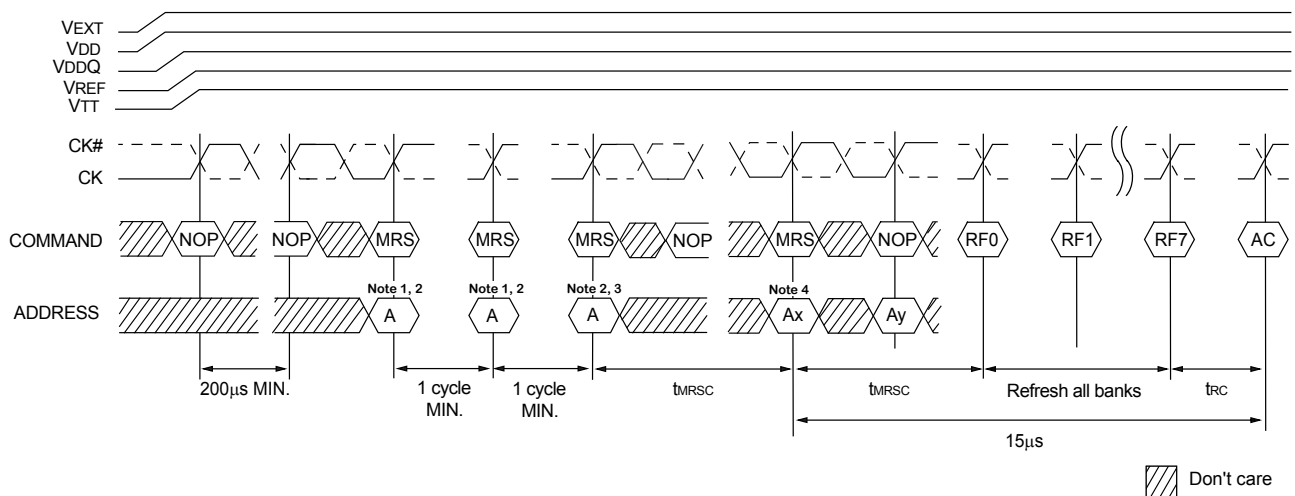 VEXT
VDD
VDDQ
VREF
VTT
CK#
CK
COMMAND NOP NOP MRS MRS MRS NOP MRS NOP RF0 RF1 RF7 AC
Note 1, 2 Note 1, 2 Note 2, 3 Note 4
ADDRESS A A A Ax Ay
200μs MIN. 1 cycle MIN. 1 cycle MIN. tMRSC tMRSC Refresh all banks tRC
15μs
Don't care